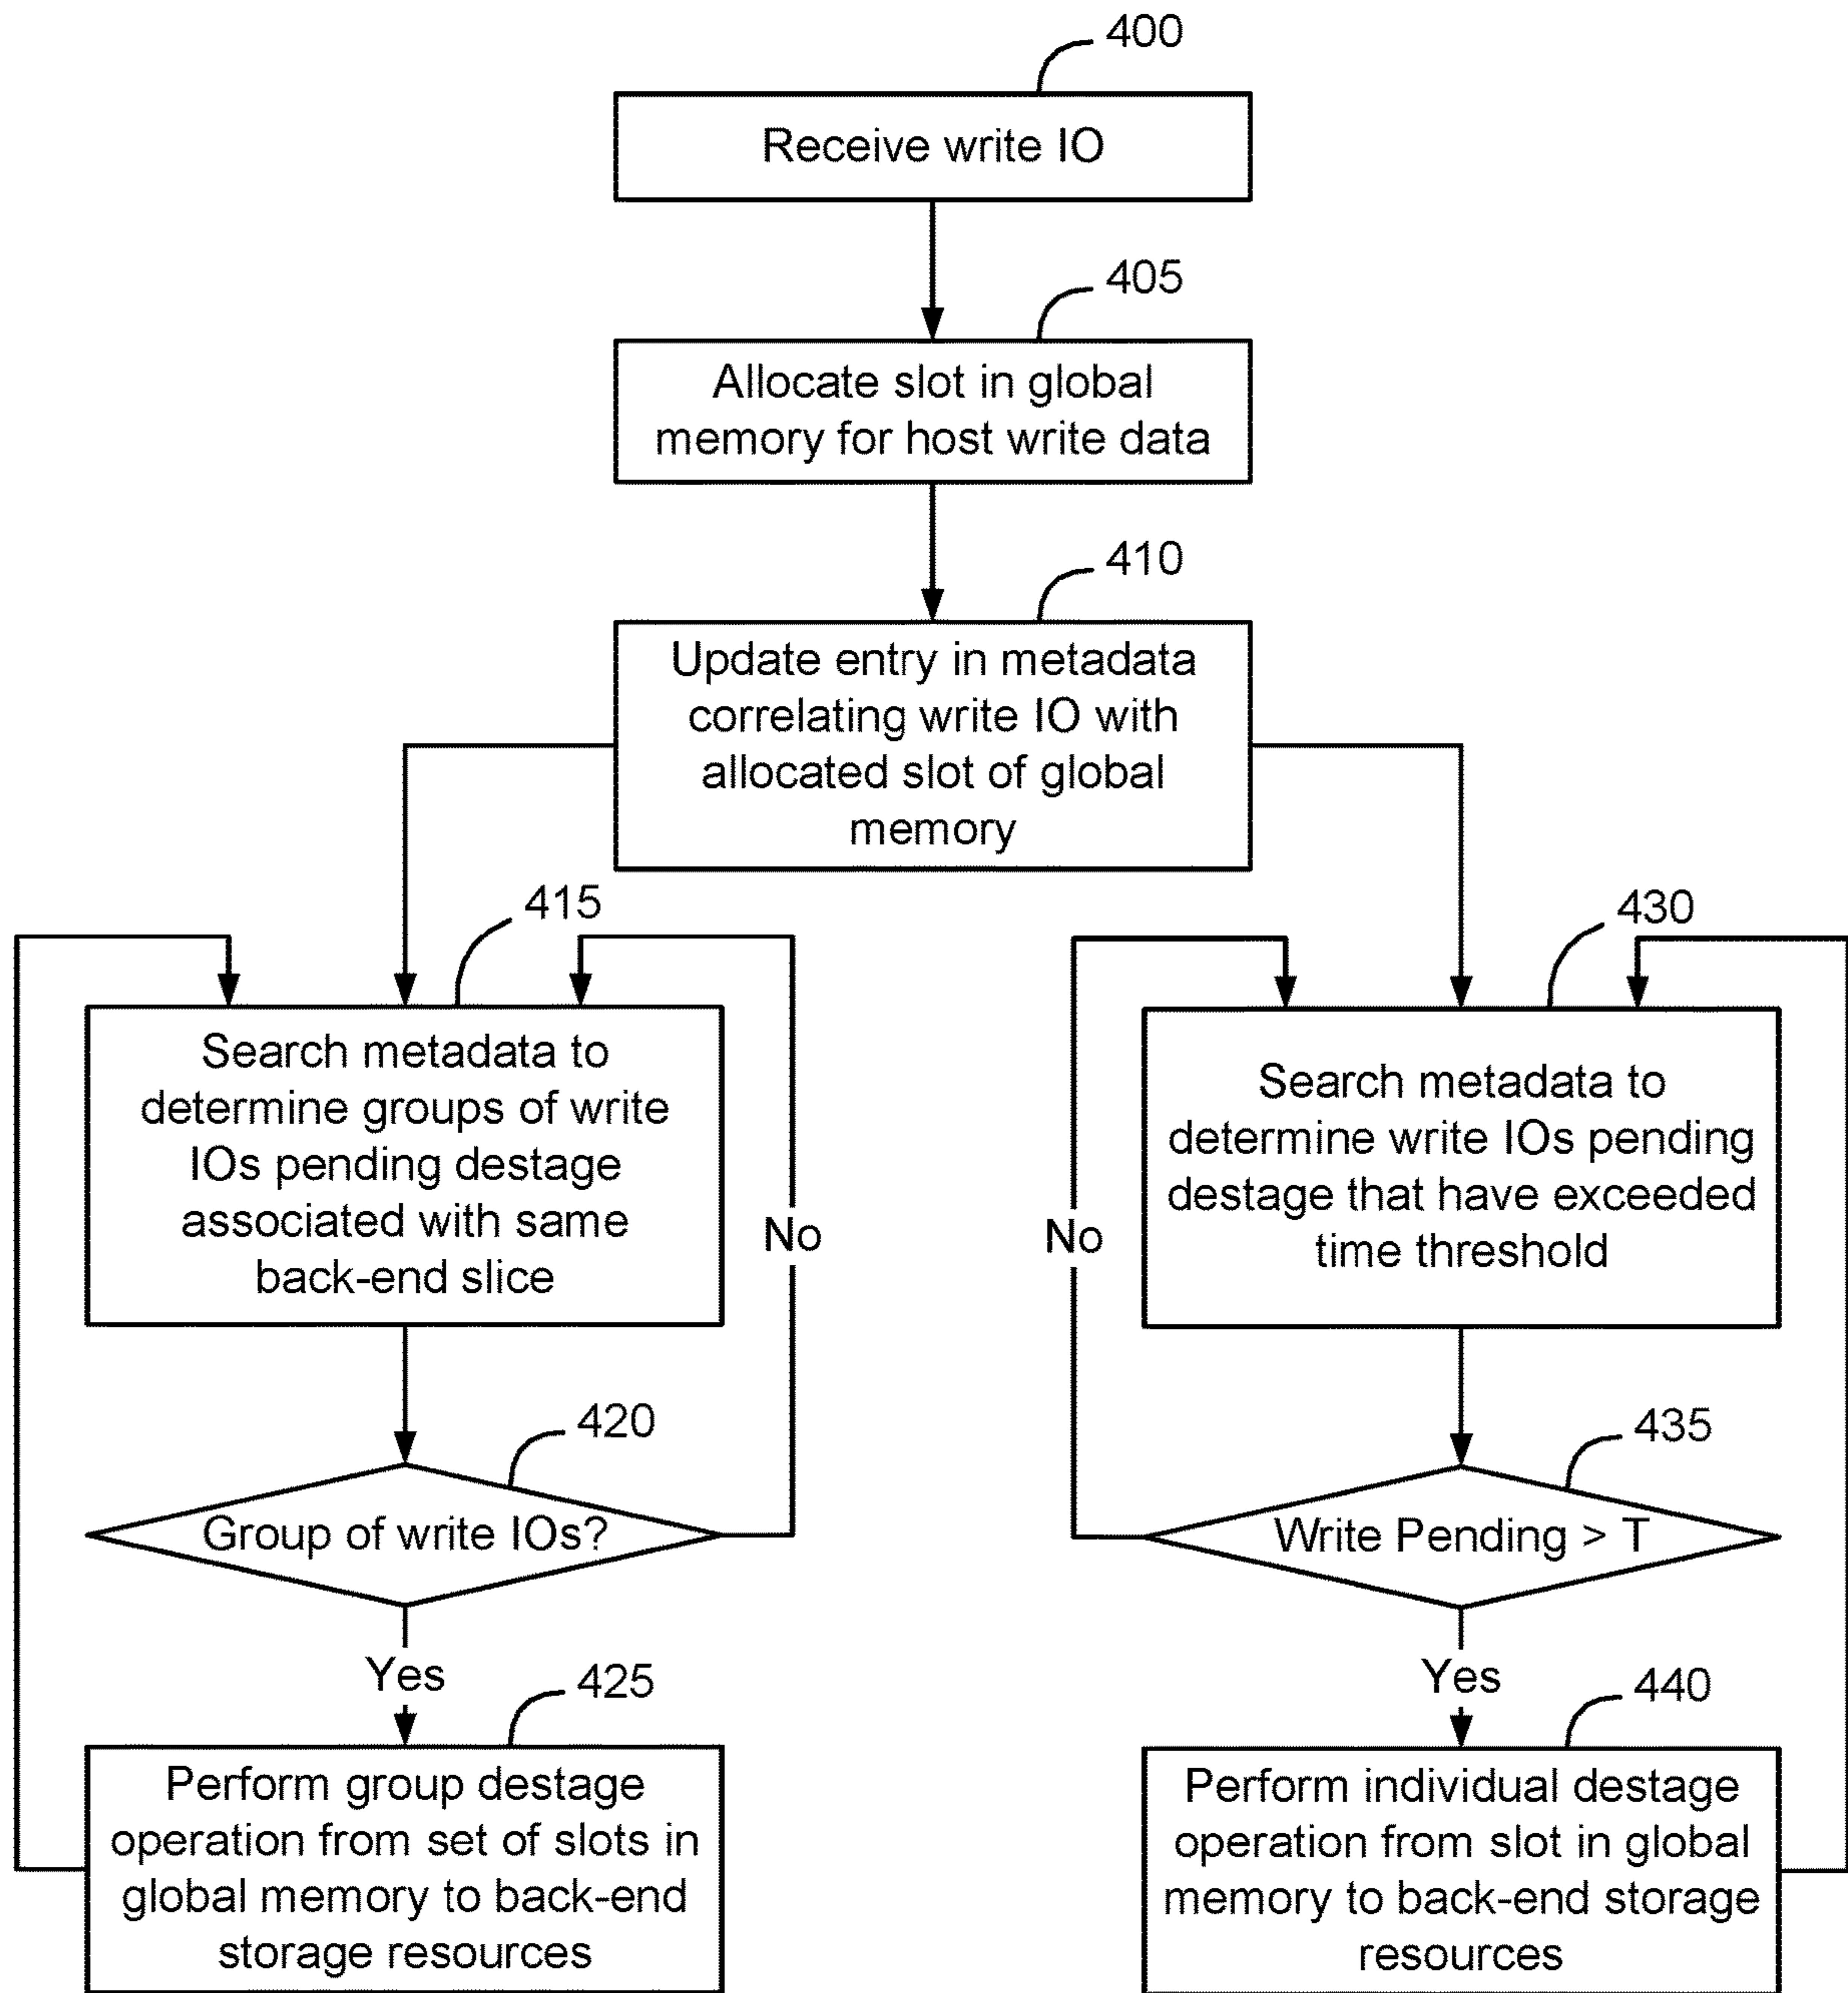 400
Receive write IO
405
Allocate slot in global
memory for host write data
410
Update entry in metadata
correlating write IO with
allocated slot of global
memory
415
Search metadata to
determine groups of write
IOs pending destage
associated with same
back-end slice
No
420
Group of write IOs?
Yes
425
Perform group destage
operation from set of slots in
global memory to back-end
storage resources
430
Search metadata to
determine write IOs pending
destage that have exceeded
time threshold
No
435
Write Pending > T
Yes
440
Perform individual destage
operation from slot in global
memory to back-end storage
resources